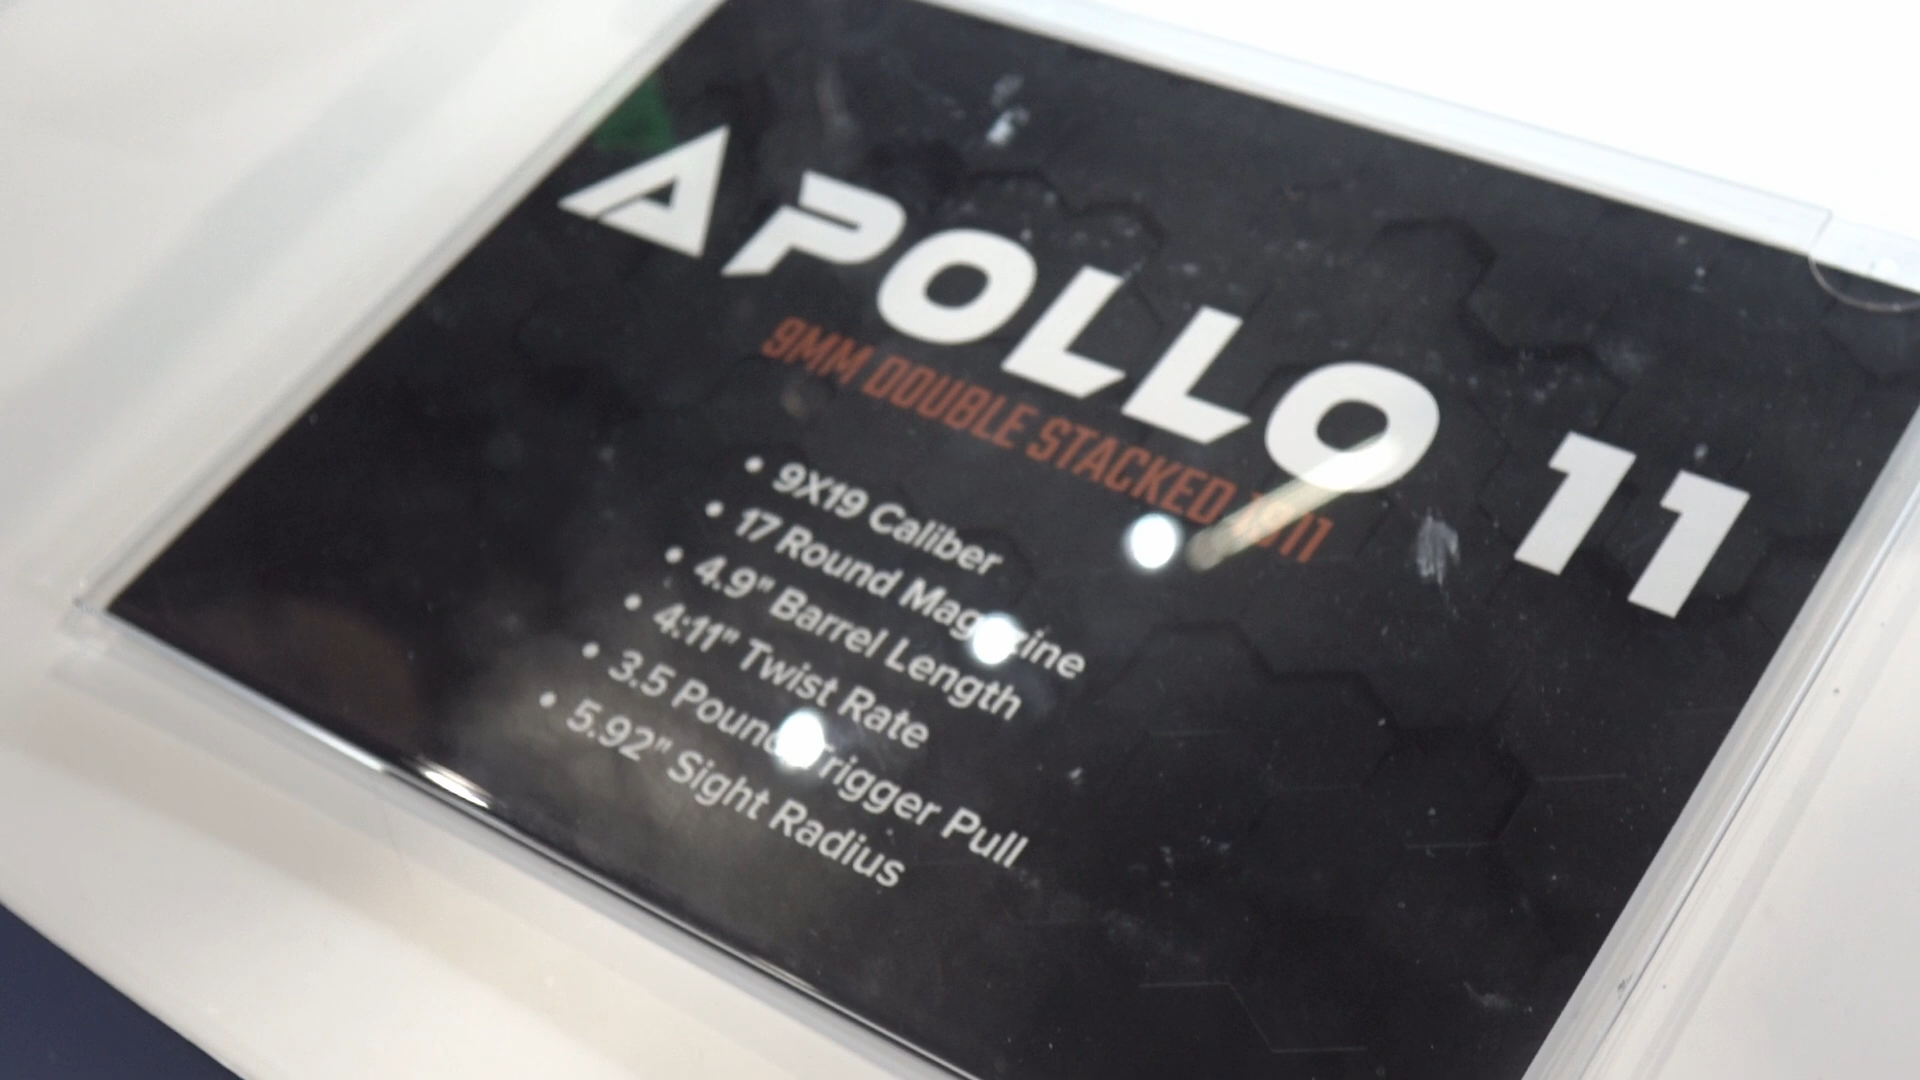 APOLLO 11
9MM DOUBLE STACKED 1911
• 9X19 Caliber
• 17 Round Magazine
• 4.9" Barrel Length
• 4:11" Twist Rate
• 3.5 Pound Trigger Pull
• 5.92" Sight Radius